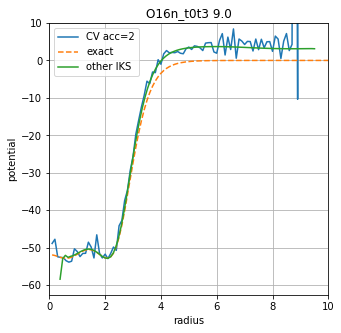 O16n_t0t3 9.0
CV acc=2
exact
other IKS
10
0
−10
−20
−30
−40
−50
−60
potential
0
2
4
6
8
10
radius